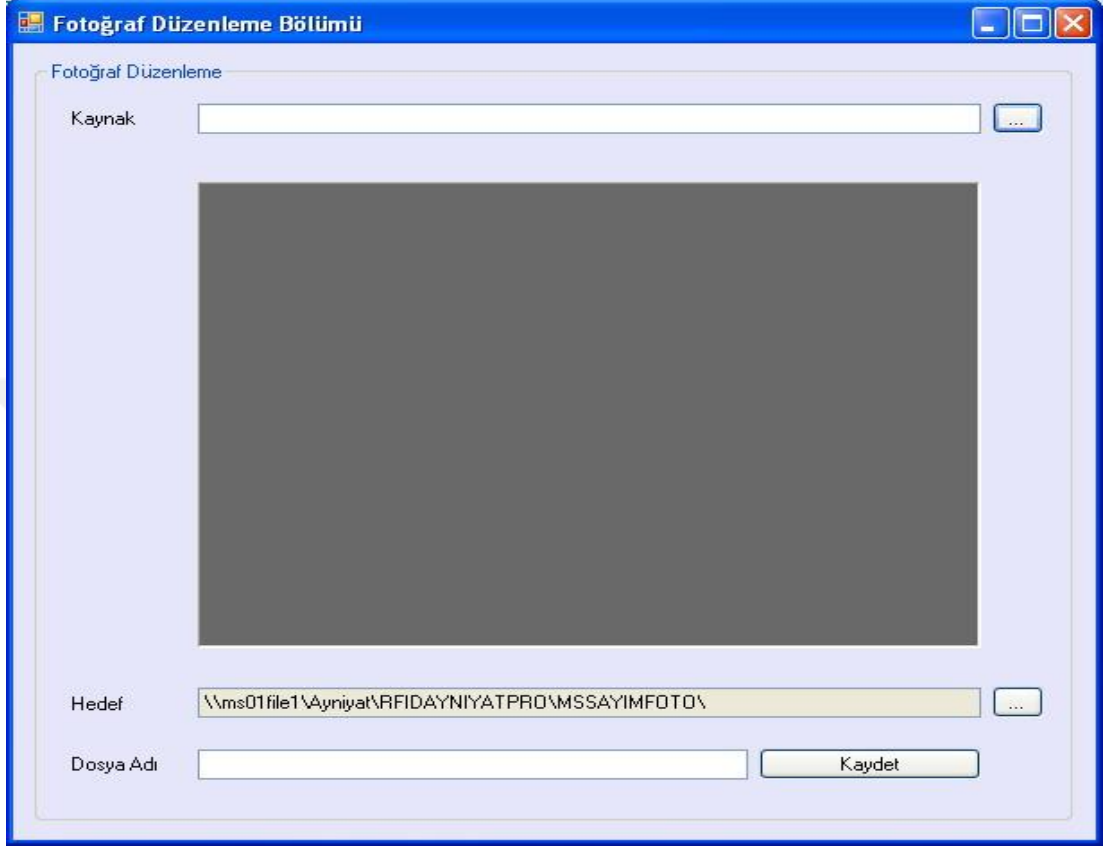 Fotoğraf Düzenleme Bölümü
Fotoğraf Düzenleme
Kaynak ...
Hedef \\ms01file1\Ayniyat\RFIDAYNIYATPRO\MSSAYIMFOTO\ ...
Dosya Adı Kaydet